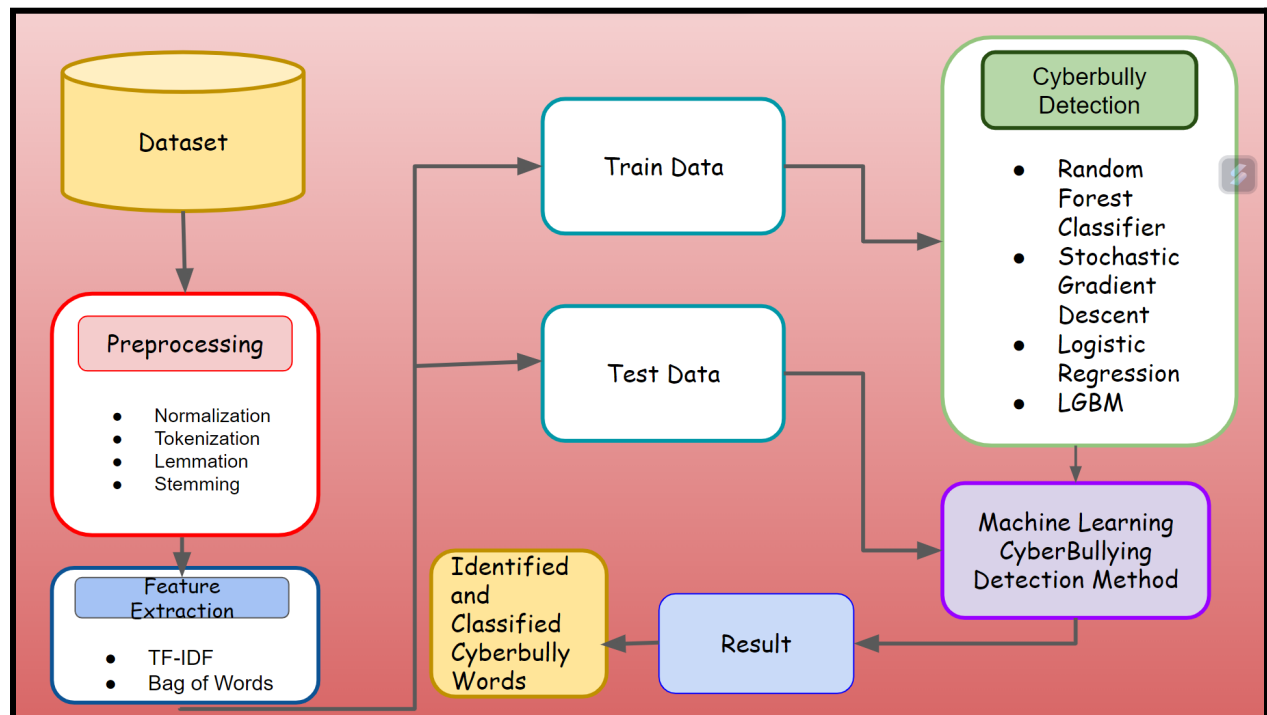 Dataset
Preprocessing
● Normalization
● Tokenization
● Lemmation
● Stemming
Feature
Extraction
● TF-IDF
● Bag of Words
Train Data
Test Data
Cyberbully
Detection
● Random
Forest
Classifier
● Stochastic
Gradient
Descent
● Logistic
Regression
● LGBM
Machine Learning
CyberBullying
Detection Method
Result
Identified
and
Classified
Cyberbully
Words